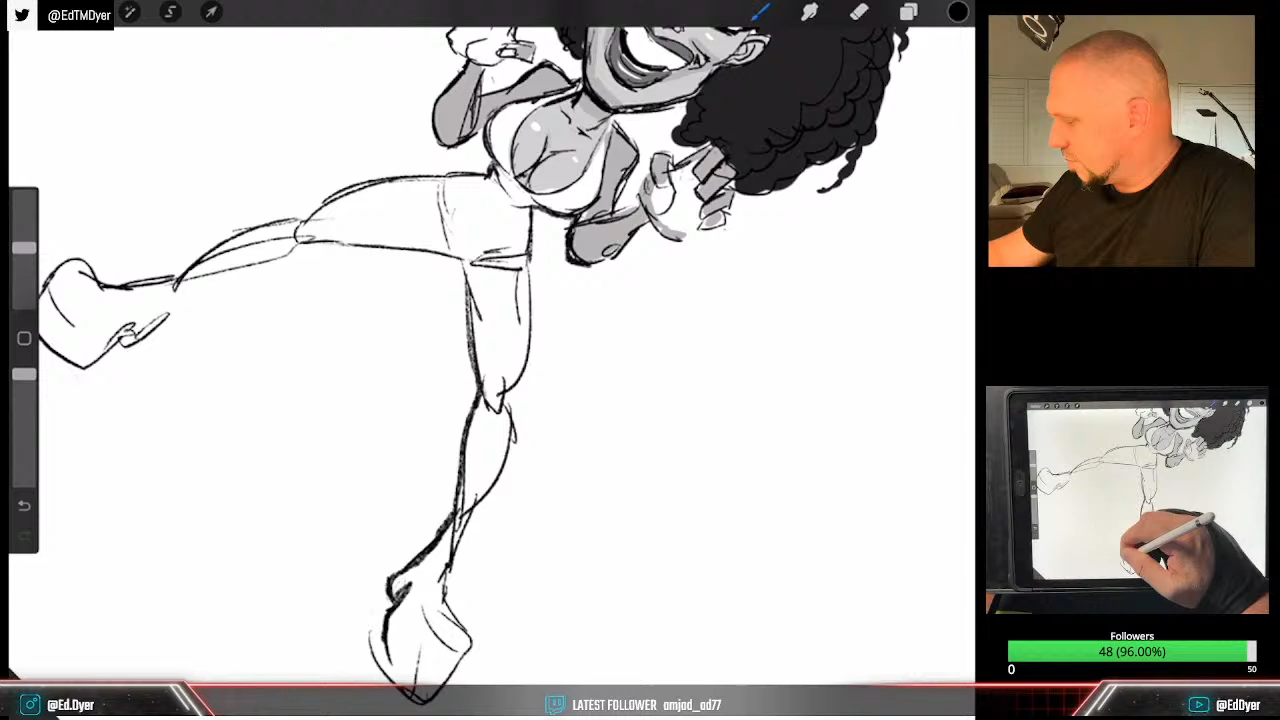 @EdTMDyer
Followers
48 (96.00%)
0
50
@Ed.Dyer
LATEST FOLLOWER amjad_ad77
@EdDyer